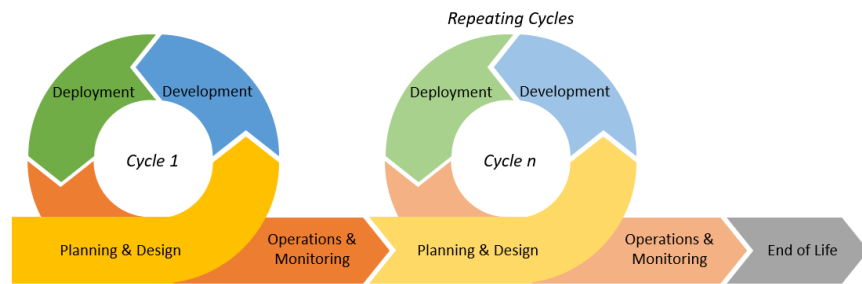 Repeating Cycles
Deployment
Development
Cycle 1
Planning & Design
Operations &
Monitoring
Deployment
Development
Cycle n
Planning & Design
Operations &
Monitoring
End of Life